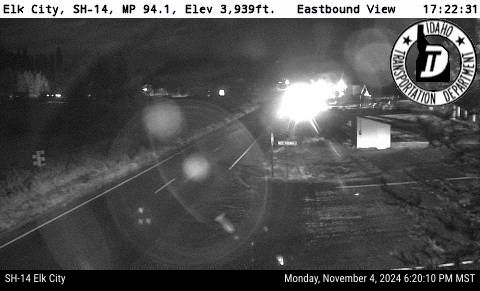 Elk City, SH-14, MP 94.1, Elev 3,939ft. Eastbound View 17:22:31
IDAHO
TRANSPORTATION DEPARTMENT
SH-14 Elk City Monday, November 4, 2024 6:20:10 PM MST